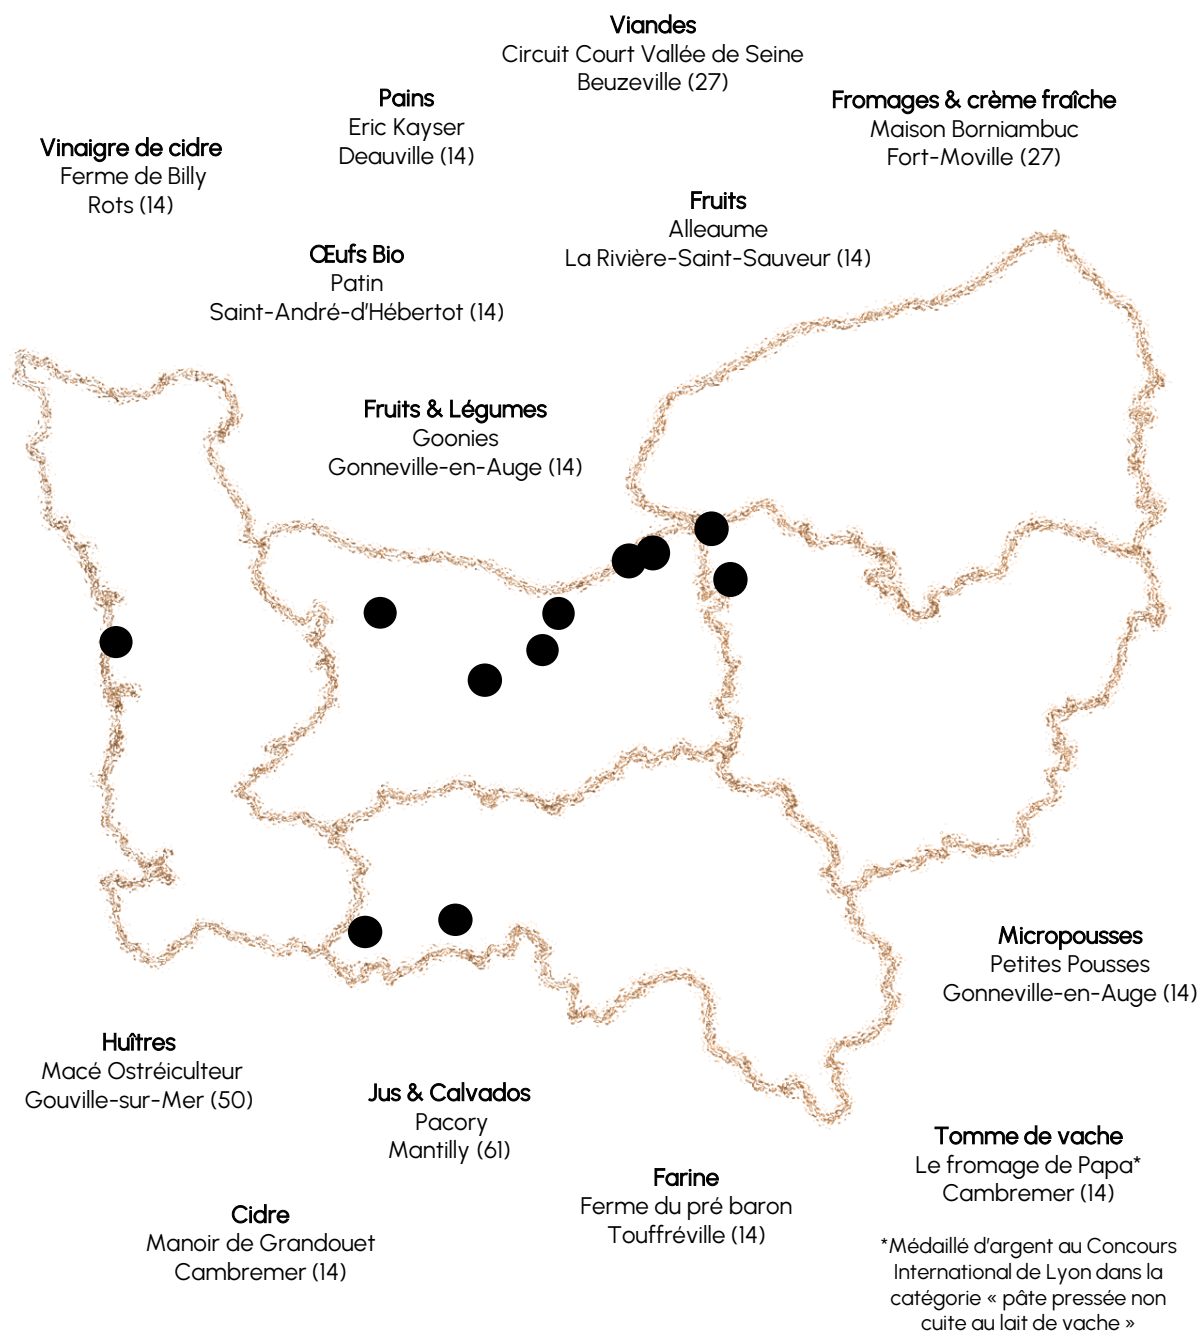 Viandes
Circuit Court Vallée de Seine
Beuzeville (27)
Pains
Eric Kayser
Deauville (14)
Fromages & crème fraîche
Maison Borniambuc
Fort-Moville (27)
Vinaigre de cidre
Ferme de Billy
Rots (14)
Fruits
Alleaume
La Rivière-Saint-Sauveur (14)
Œufs Bio
Patin
Saint-André-d'Hébertot (14)
Fruits & Légumes
Goonies
Gonneville-en-Auge (14)
Micropousses
Petites Pousses
Gonneville-en-Auge (14)
Huîtres
Macé Ostréiculteur
Gouville-sur-Mer (50)
Jus & Calvados
Pacory
Mantilly (61)
Tomme de vache
Le fromage de Papa*
Cambremer (14)
Farine
Ferme du pré baron
Touffréville (14)
Cidre
Manoir de Grandouet
Cambremer (14)
*Médaillé d'argent au Concours
International de Lyon dans la
catégorie « pâte pressée non
cuite au lait de vache »